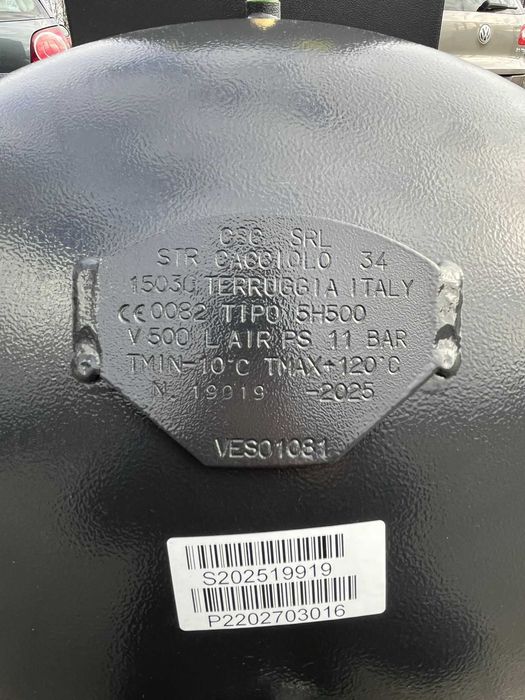 CSC SRL
STR CACCIOLO 34
15030 TERRUGGIA ITALY
CE 0082 TIPO 5H500
V 500 L AIR PS 11 BAR
TMIN-10°C TMAX+120°C
N. 19919 -2025
VES01081
S202519919
P2202703016